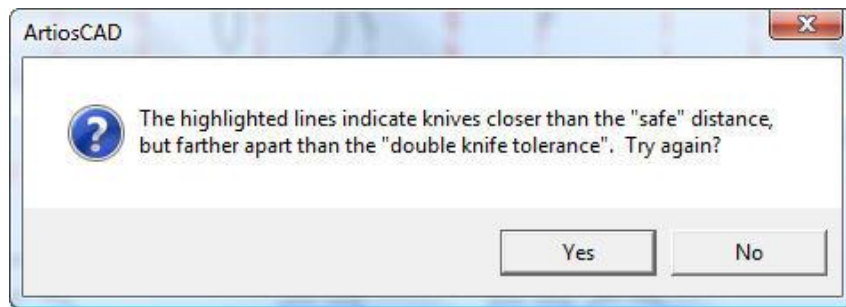 ArtiosCAD
The highlighted lines indicate knives closer than the "safe" distance,
but farther apart than the "double knife tolerance".  Try again?
Yes
No